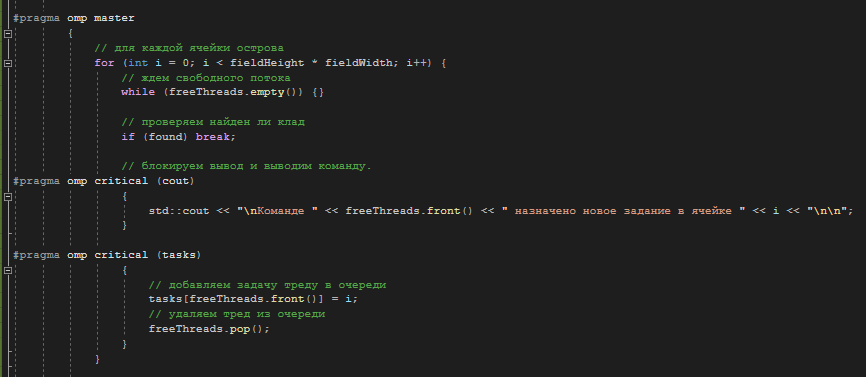 #pragma omp master
{
// для каждой ячейки острова
for (int i = 0; i < fieldHeight * fieldWidth; i++) {
// ждем свободного потока
while (freeThreads.empty()) {}
// проверяем найден ли клад
if (found) break;
// блокируем вывод и выводим команду.
#pragma omp critical (cout)
{
std::cout << "\nКоманде " << freeThreads.front() << " назначено новое задание в ячейке " << i << "\n\n";
}
#pragma omp critical (tasks)
{
// добавляем задачу треду в очереди
tasks[freeThreads.front()] = i;
// удаляем тред из очереди
freeThreads.pop();
}
}